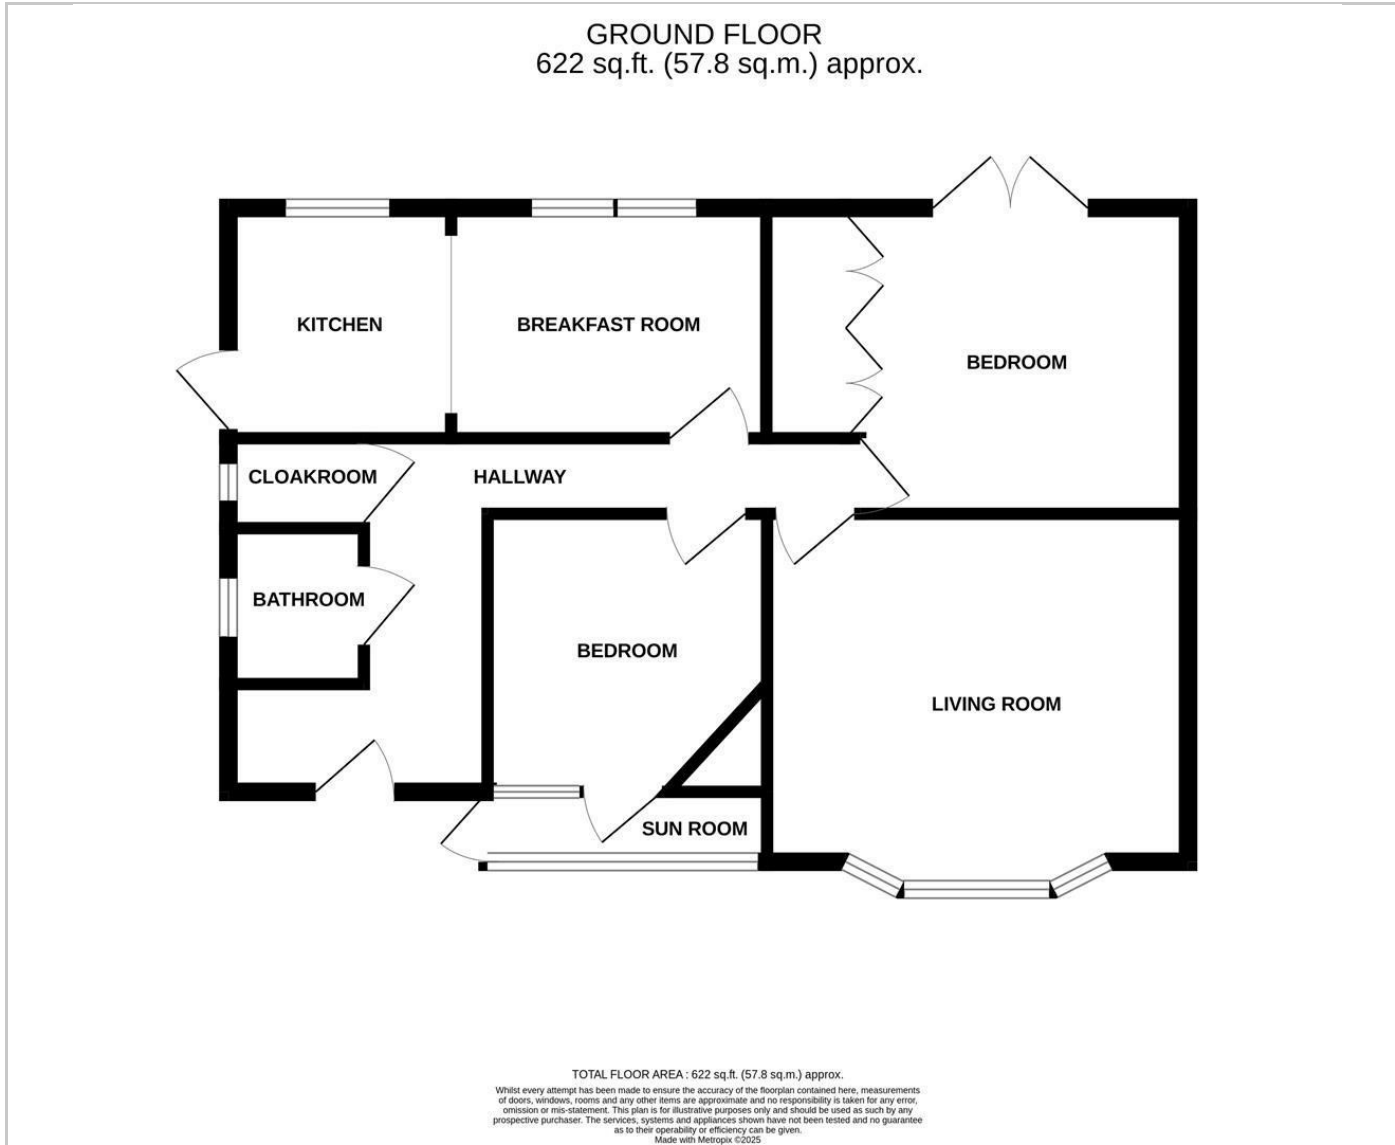 GROUND FLOOR
622 sq.ft. (57.8 sq.m.) approx.
KITCHEN
BREAKFAST ROOM
BEDROOM
CLOAKROOM
HALLWAY
BATHROOM
BEDROOM
LIVING ROOM
SUN ROOM
TOTAL FLOOR AREA : 622 sq.ft. (57.8 sq.m.) approx.
Whilst every attempt has been made to ensure the accuracy of the floorplan contained here, measurements
of doors, windows, rooms and any other items are approximate and no responsibility is taken for any error,
omission or mis-statement. This plan is for illustrative purposes only and should be used as such by any
prospective purchaser. The services, systems and appliances shown have not been tested and no guarantee
as to their operability or efficiency can be given.
Made with Metropix ©2025